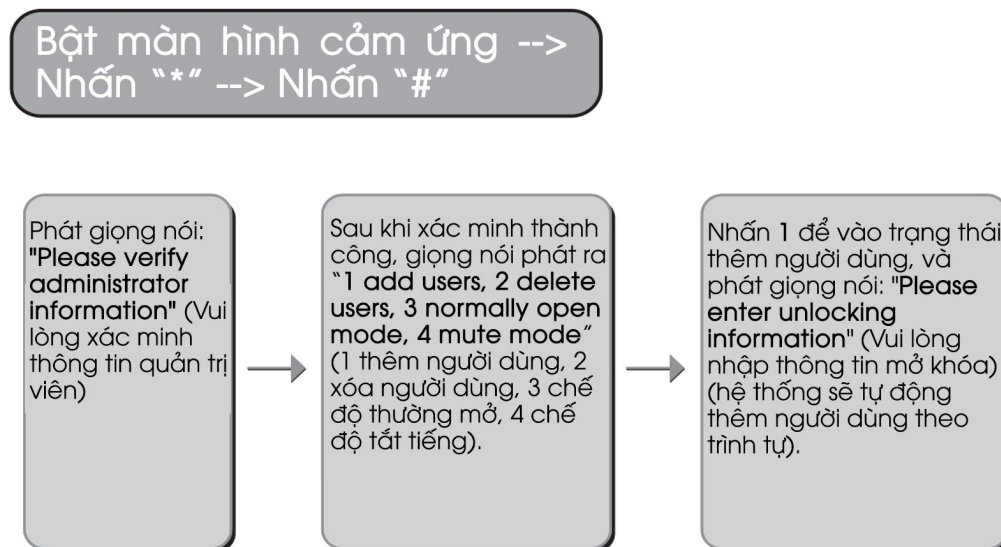 Bật màn hình cảm ứng -->
Nhấn "*" --> Nhấn "#"
Phát giọng nói:
"Please verify
administrator
information" (Vui
lòng xác minh
thông tin quản trị
viên)
Sau khi xác minh thành
công, giọng nói phát ra
"1 add users, 2 delete
users, 3 normally open
mode, 4 mute mode"
(1 thêm người dùng, 2
xóa người dùng, 3 chế
độ thường mở, 4 chế
độ tắt tiếng).
Nhấn 1 để vào trạng thái
thêm người dùng, và
phát giọng nói: "Please
enter unlocking
information" (Vui lòng
nhập thông tin mở khóa)
(hệ thống sẽ tự động
thêm người dùng theo
trình tự).